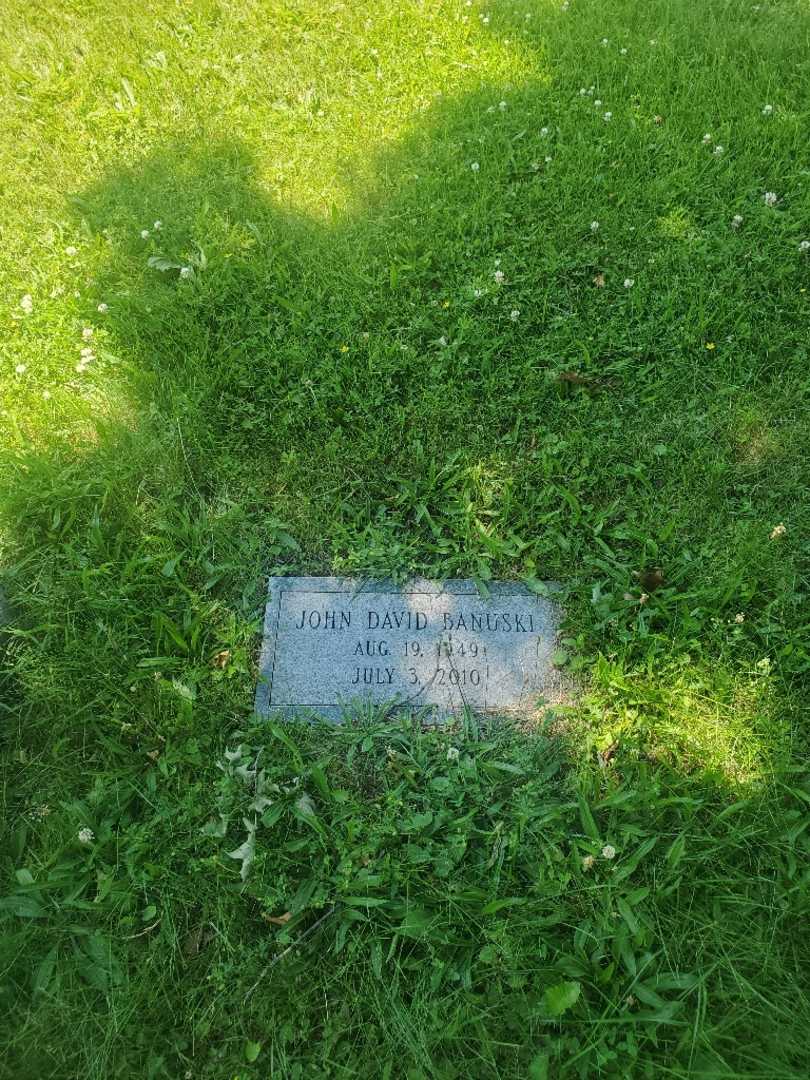 JOHN DAVID BANUSKI
AUG. 19, 1949
JULY 3, 2010